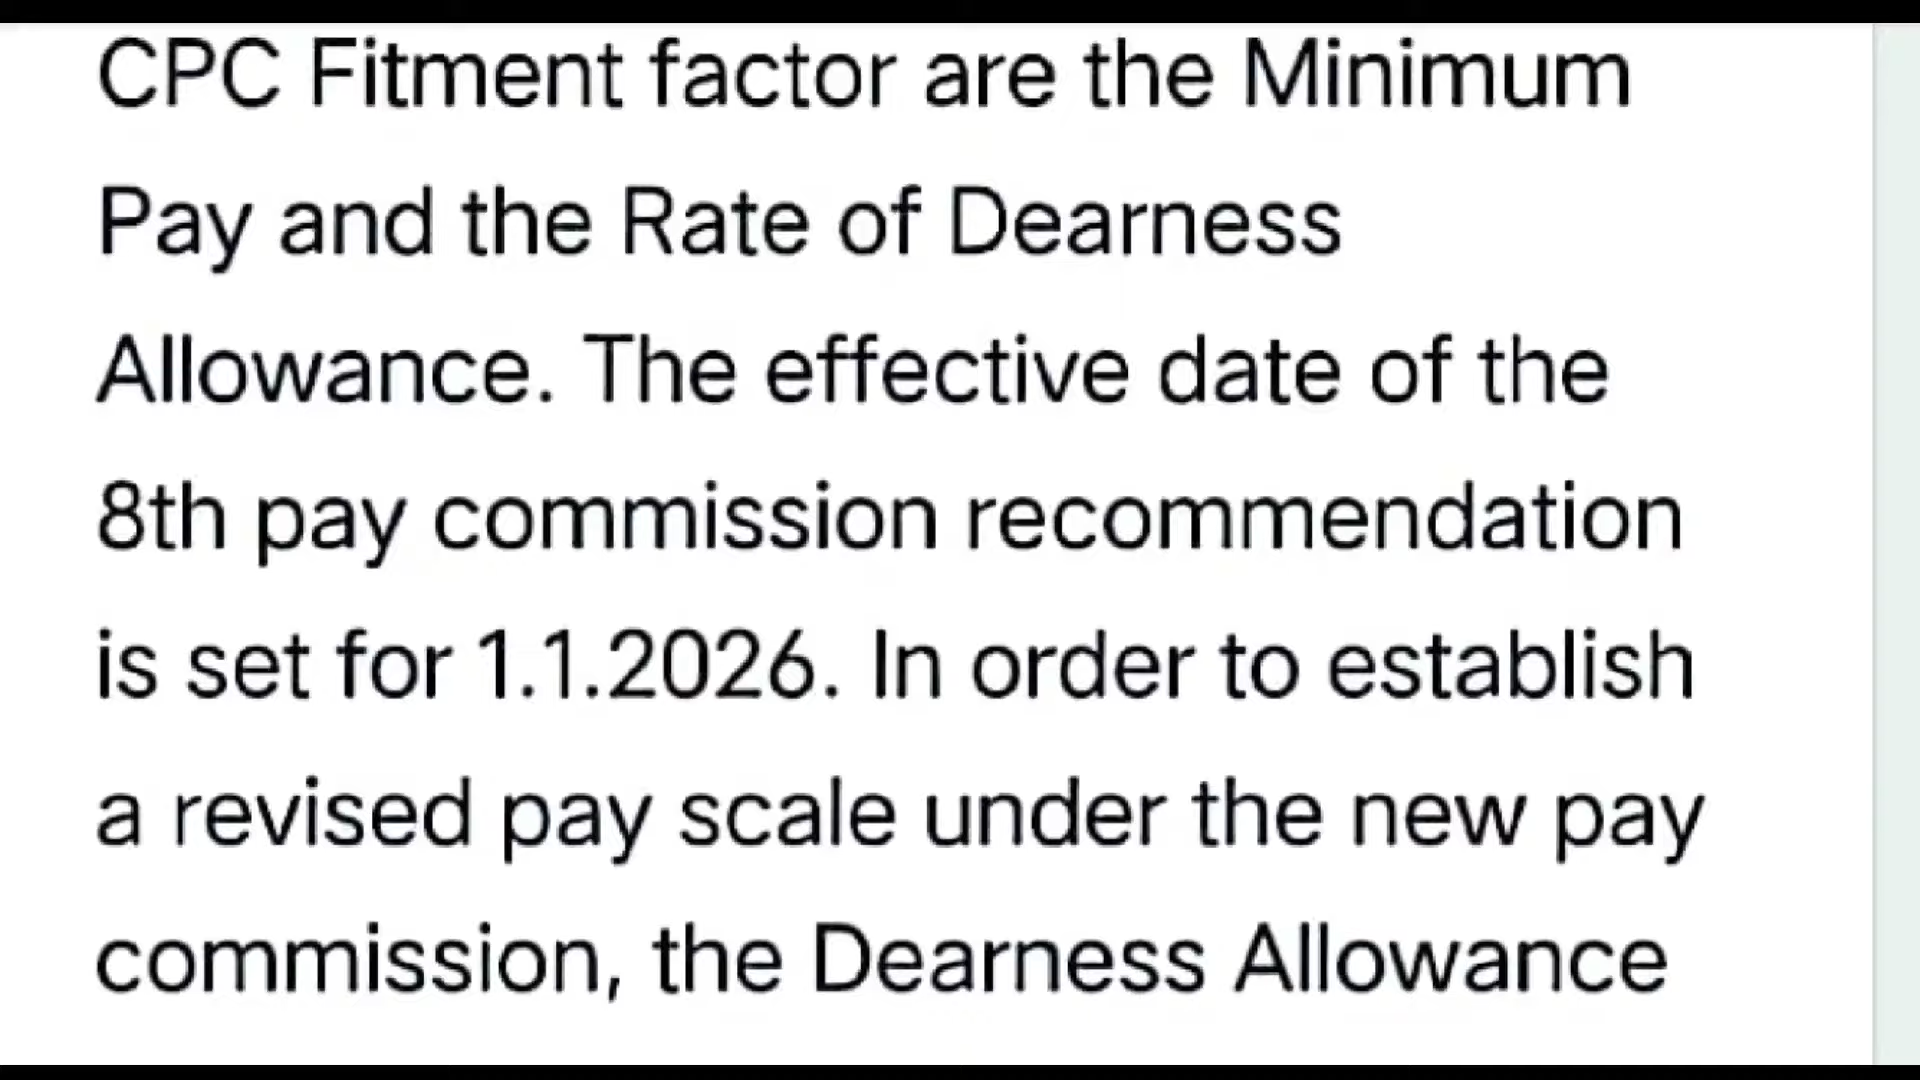 CPC Fitment factor are the Minimum
Pay and the Rate of Dearness
Allowance. The effective date of the
8th pay commission recommendation
is set for 1.1.2026. In order to establish
a revised pay scale under the new pay
commission, the Dearness Allowance